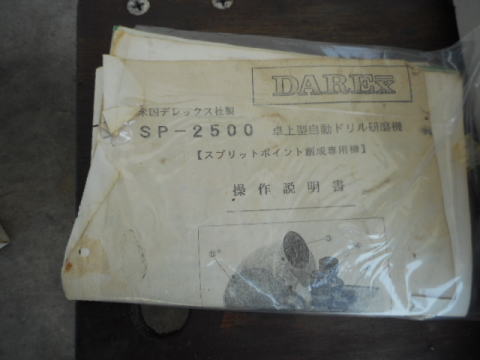 DAREX
米国デレックス社製
SP-2500 卓上型自動ドリル研磨機
【スプリットポイント創成専用機】
操作説明書
③